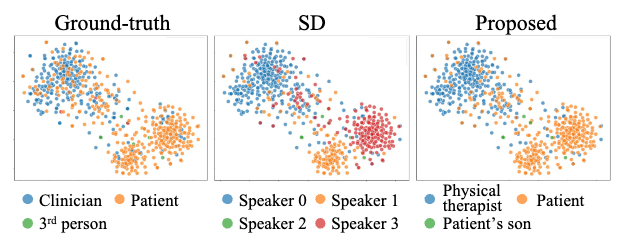 Ground-truth SD Proposed
Clinician Patient Speaker 0 Speaker 1 Physical therapist Patient
3rd person Speaker 2 Speaker 3 Patient's son